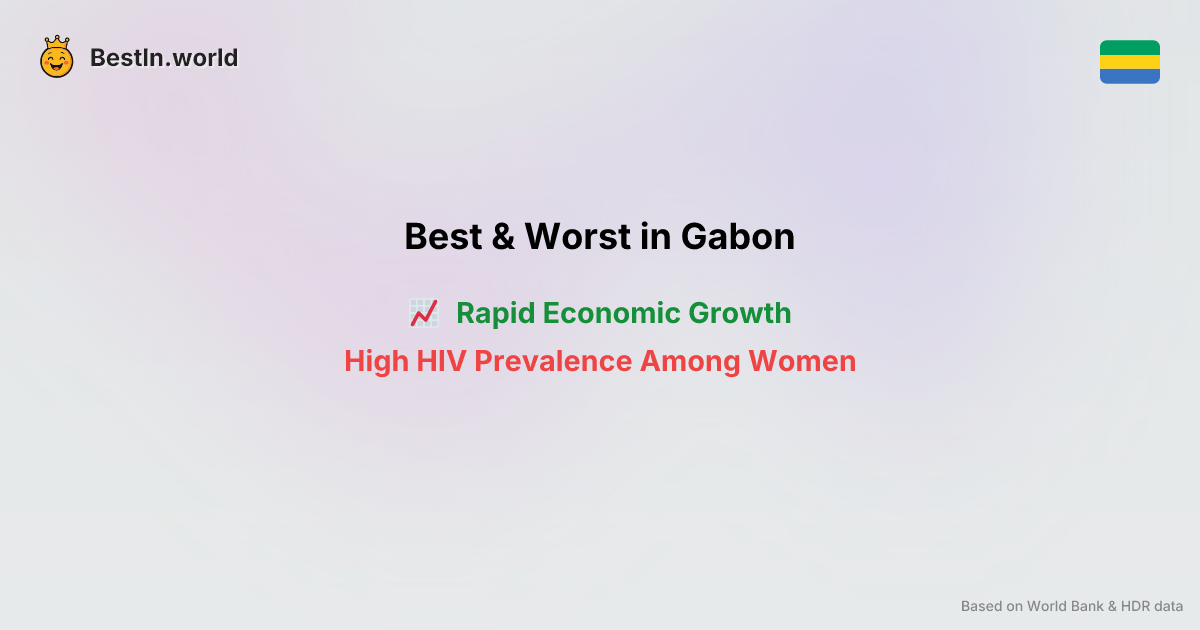 BestIn.world
Best & Worst in Gabon
Rapid Economic Growth
High HIV Prevalence Among Women
Based on World Bank & HDR data